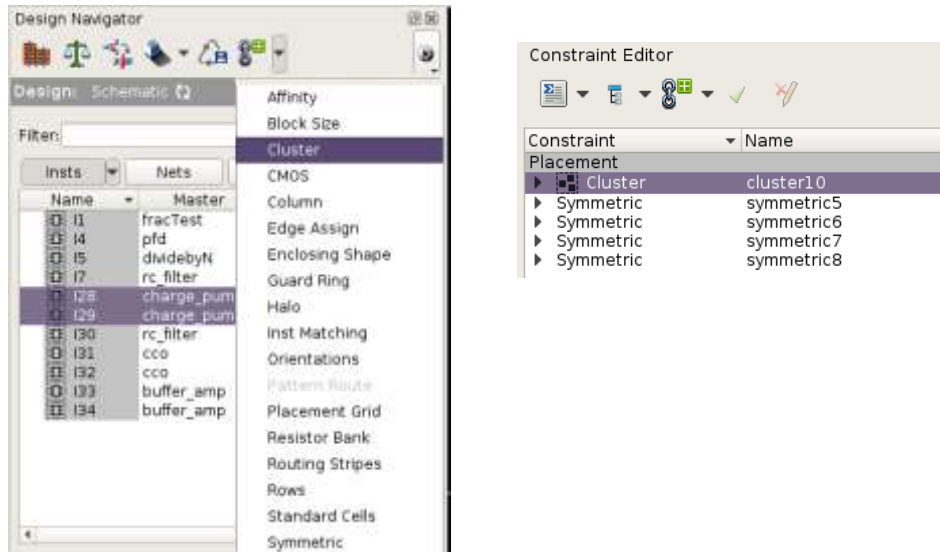 Design Navigator
Design: Schematic
Filter:
Insts Nets
Name Master
I1 fracTest
I4 pfd
I5 dividebyN
I7 rc_filter
I28 charge_pum
I29 charge_pum
I30 rc_filter
I31 cco
I32 cco
I33 buffer_amp
I34 buffer_amp
Affinity
Block Size
Cluster
CMOS
Column
Edge Assign
Enclosing Shape
Guard Ring
Halo
Inst Matching
Orientations
Pattern Route
Placement Grid
Resistor Bank
Routing Stripes
Rows
Standard Cells
Symmetric
Constraint Editor
Constraint Name
Placement
Cluster cluster10
Symmetric symmetric5
Symmetric symmetric6
Symmetric symmetric7
Symmetric symmetric8